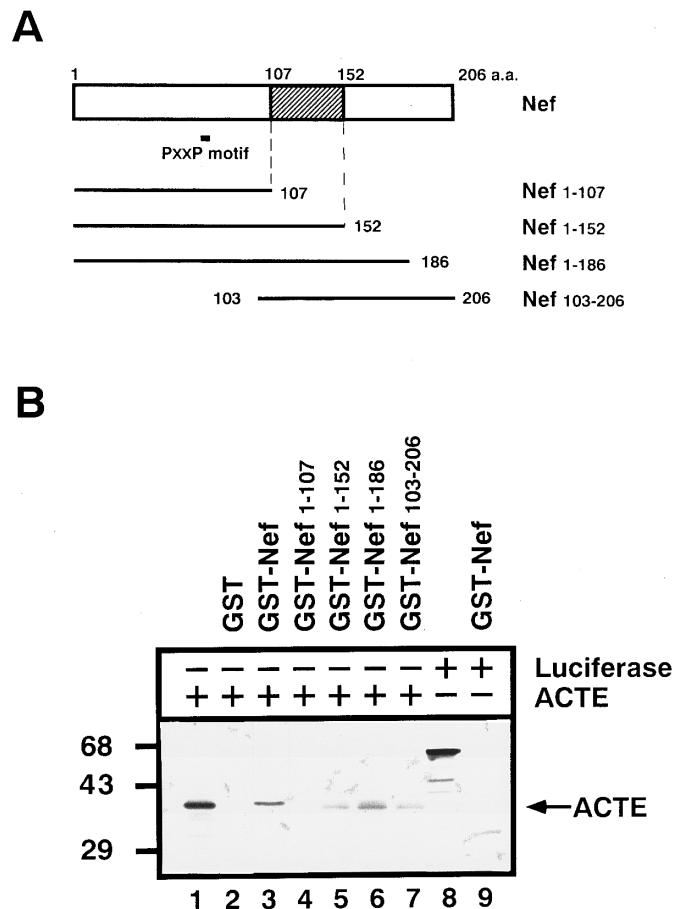 A
1 107 152 206 a.a.
Nef
PxxP motif
107 Nef 1-107
152 Nef 1-152
186 Nef 1-186
103 206 Nef 103-206
B
GST
GST-Nef
GST-Nef 1-107
GST-Nef 1-152
GST-Nef 1-186
GST-Nef 103-206
GST-Nef
− − − − − − − + + Luciferase
+ + + + + + + − − ACTE
68
43
ACTE
29
1 2 3 4 5 6 7 8 9